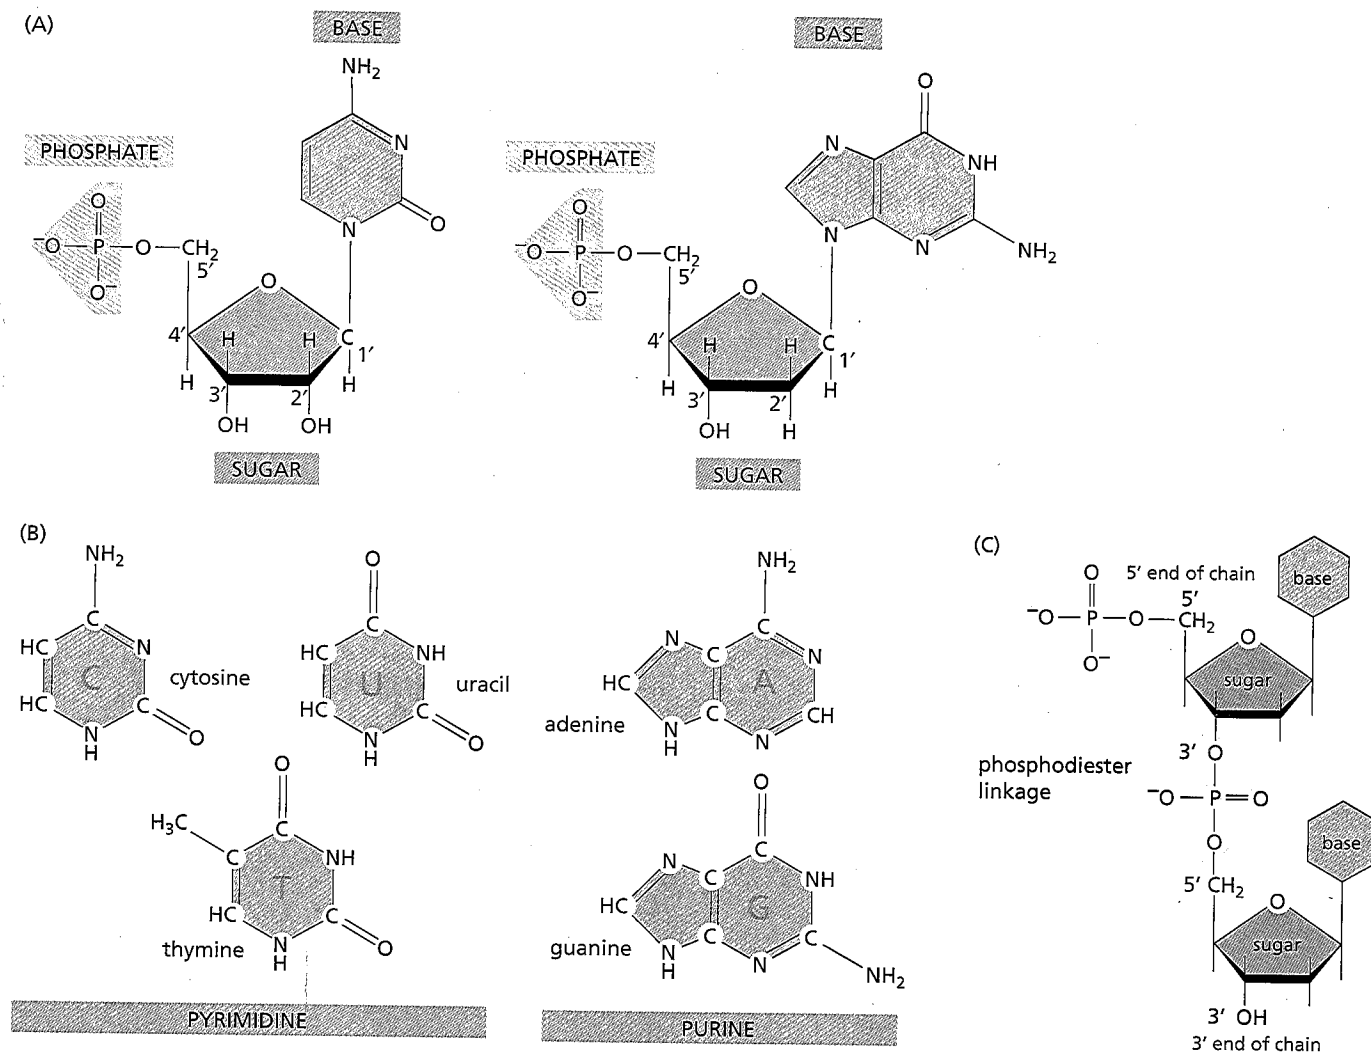 (A)
BASE
NH2
N
PHOSPHATE
O
⁻O P O CH2
O⁻
5′
N
O
O
4′ H H C 1′
H 3′ 2′ H
OH OH
SUGAR
BASE
O
PHOSPHATE
N NH
O
⁻O P O CH2
O⁻
5′
N N NH2
O
4′ H H C 1′
H 3′ 2′ H
OH H
SUGAR
(B)
NH2
C
HC N
C
HC C
N
H
O
cytosine
O
C
HC NH
U
HC C
N
H
O
uracil
O
H3C C
C NH
T
HC C
N
H
O
thymine
PYRIMIDINE
NH2
N C
C N
HC A
C CH
N N
H
adenine
O
N C
C NH
HC G
C C
N N
H
NH2
guanine
PURINE
(C)
5′ end of chain
base
O 5′
⁻O P O CH2
O⁻
O
sugar
3′ O
phosphodiester
linkage
⁻O P O
O
base
5′ CH2
O
sugar
3′ OH
3′ end of chain